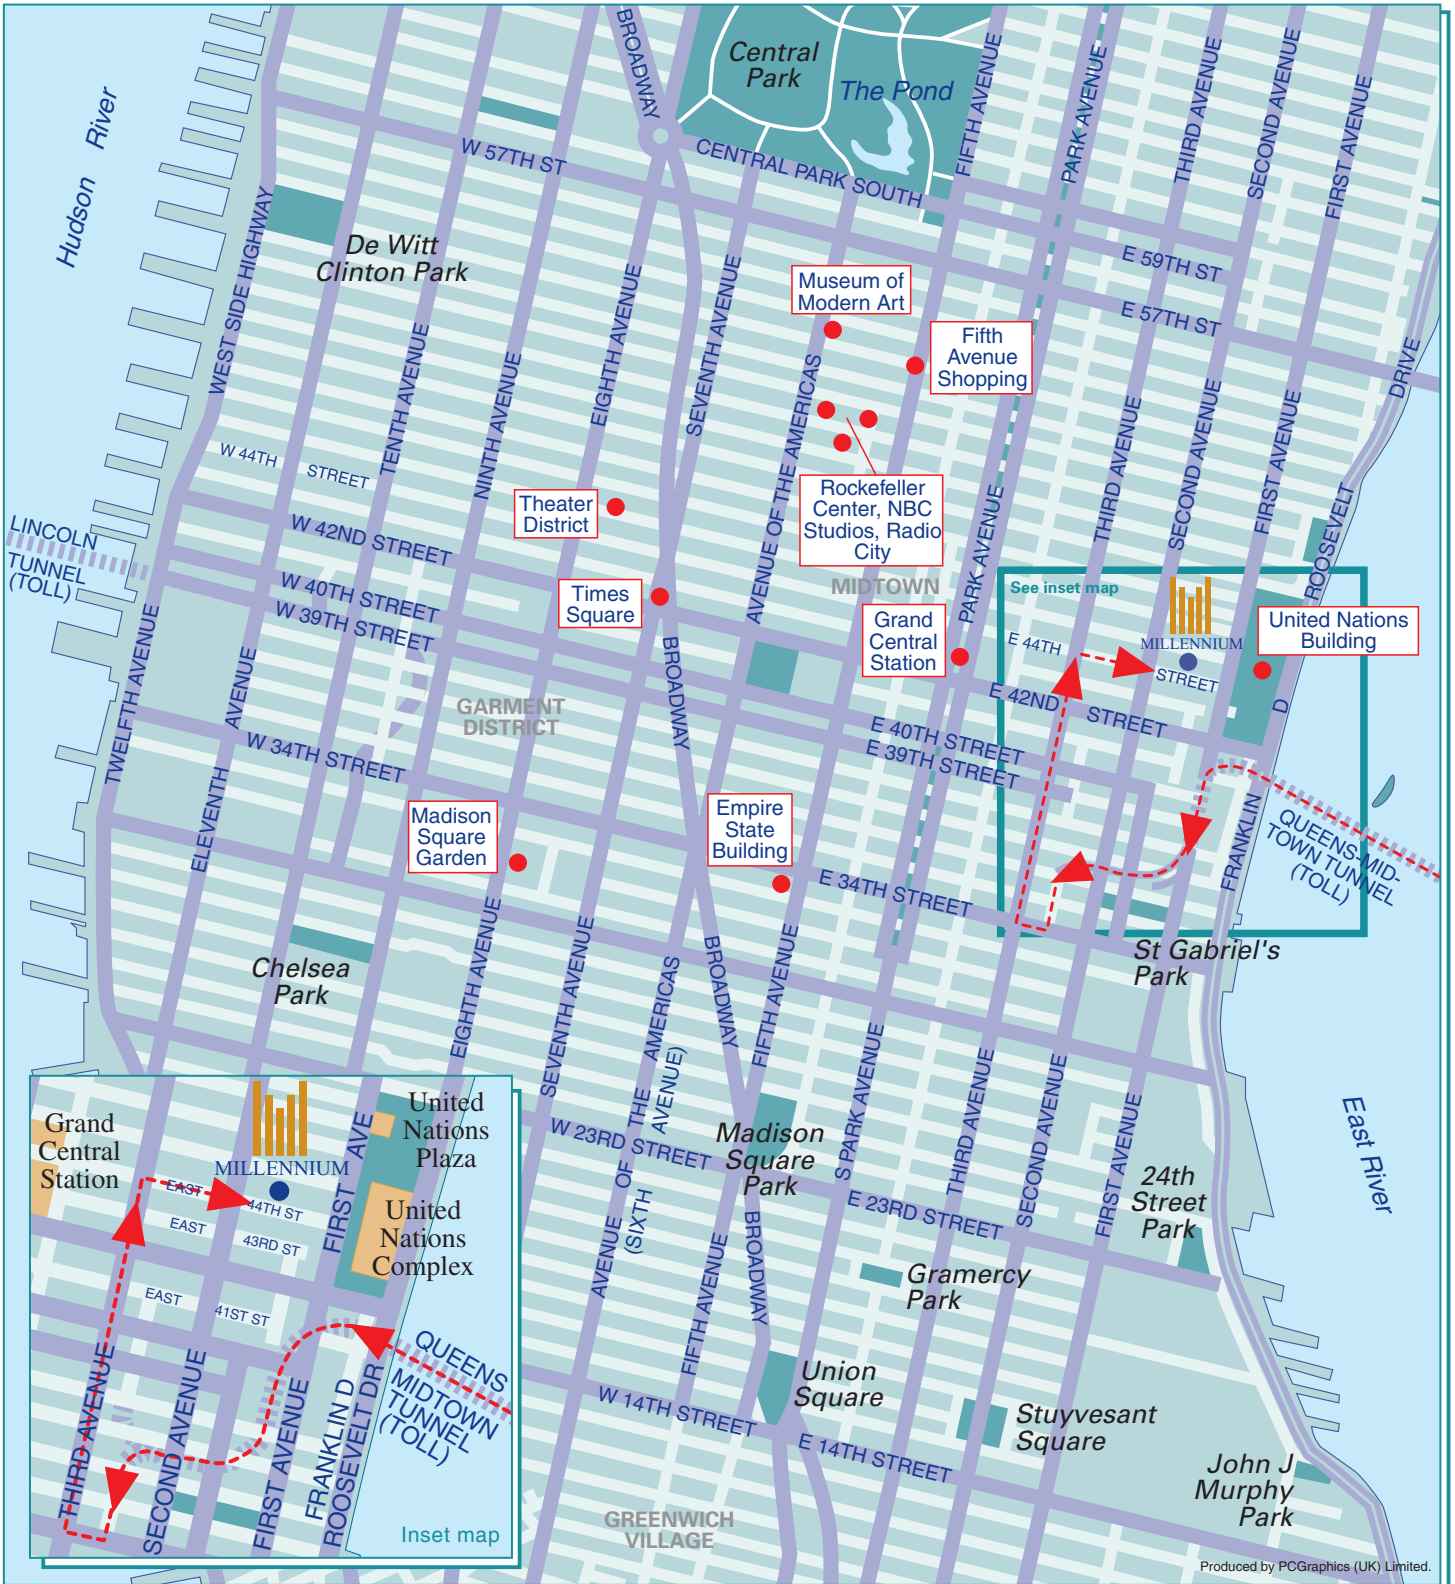 BROADWAY
Central
Park
The Pond
FIFTH AVENUE
PARK AVENUE
THIRD AVENUE
SECOND AVENUE
FIRST AVENUE
Hudson River
W 57TH ST
CENTRAL PARK SOUTH
WEST SIDE HIGHWAY
De Witt
Clinton Park
E 59TH ST
E 57TH ST
Museum of
Modern Art
Fifth
Avenue
Shopping
TENTH AVENUE
NINTH AVENUE
EIGHTH AVENUE
SEVENTH AVENUE
AVENUE OF THE AMERICAS
DRIVE
W 44TH STREET
Theater
District
Rockefeller
Center, NBC
Studios, Radio
City
PARK AVENUE
THIRD AVENUE
SECOND AVENUE
FIRST AVENUE
ROOSEVELT
LINCOLN
TUNNEL
(TOLL)
W 42ND STREET
W 40TH STREET
W 39TH STREET
Times
Square
MIDTOWN
See inset map
Grand
Central
Station
E 44TH STREET
MILLENNIUM
United Nations
Building
D
TWELFTH AVENUE
ELEVENTH AVENUE
GARMENT
DISTRICT
BROADWAY
E 42ND STREET
E 40TH STREET
E 39TH STREET
W 34TH STREET
Madison
Square
Garden
Empire
State
Building
E 34TH STREET
FRANKLIN
QUEENS-MID-
TOWN TUNNEL
(TOLL)
St Gabriel's
Park
Chelsea
Park
EIGHTH AVENUE
SEVENTH AVENUE
AVENUE OF THE AMERICAS
(SIXTH AVENUE)
BROADWAY
FIFTH AVENUE
S PARK AVENUE
THIRD AVENUE
SECOND AVENUE
FIRST AVENUE
East River
W 23RD STREET
Madison
Square
Park
E 23RD STREET
24th
Street
Park
FIFTH AVENUE
BROADWAY
Gramercy
Park
Union
Square
W 14TH STREET
E 14TH STREET
Stuyvesant
Square
John J
Murphy
Park
GREENWICH
VILLAGE
Produced by PCGraphics (UK) Limited.
Grand
Central
Station
MILLENNIUM
United
Nations
Plaza
FIRST AVE
EAST 44TH ST
EAST 43RD ST
United
Nations
Complex
EAST 41ST ST
THIRD AVENUE
SECOND AVENUE
FIRST AVENUE
FRANKLIN D
ROOSEVELT DR
QUEENS
MIDTOWN
TUNNEL
(TOLL)
Inset map